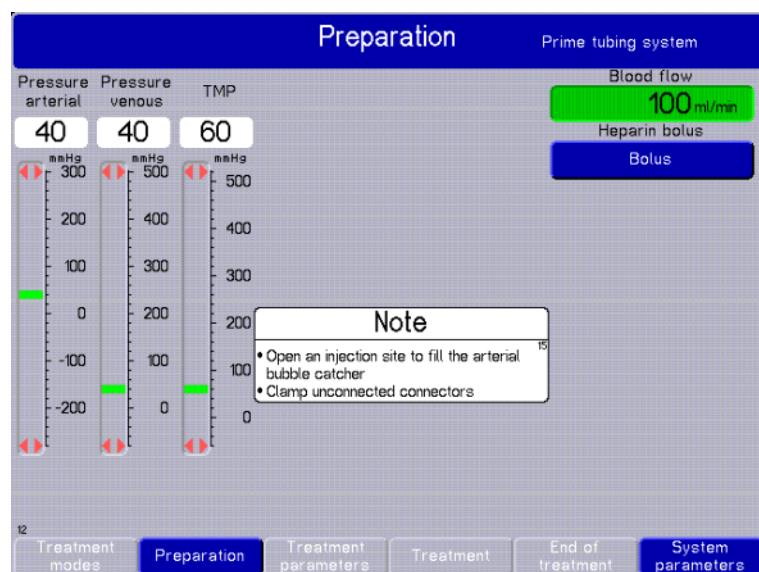 Preparation
Prime tubing system
Pressure arterial
Pressure venous
TMP
Blood flow
100 ml/min
Heparin bolus
Bolus
40
40
60
mmHg
mmHg
mmHg
300
200
100
0
-100
-200
500
400
300
200
100
0
500
400
300
200
100
0
Note
15
• Open an injection site to fill the arterial
bubble catcher
• Clamp unconnected connectors
12
Treatment modes
Preparation
Treatment parameters
Treatment
End of treatment
System parameters